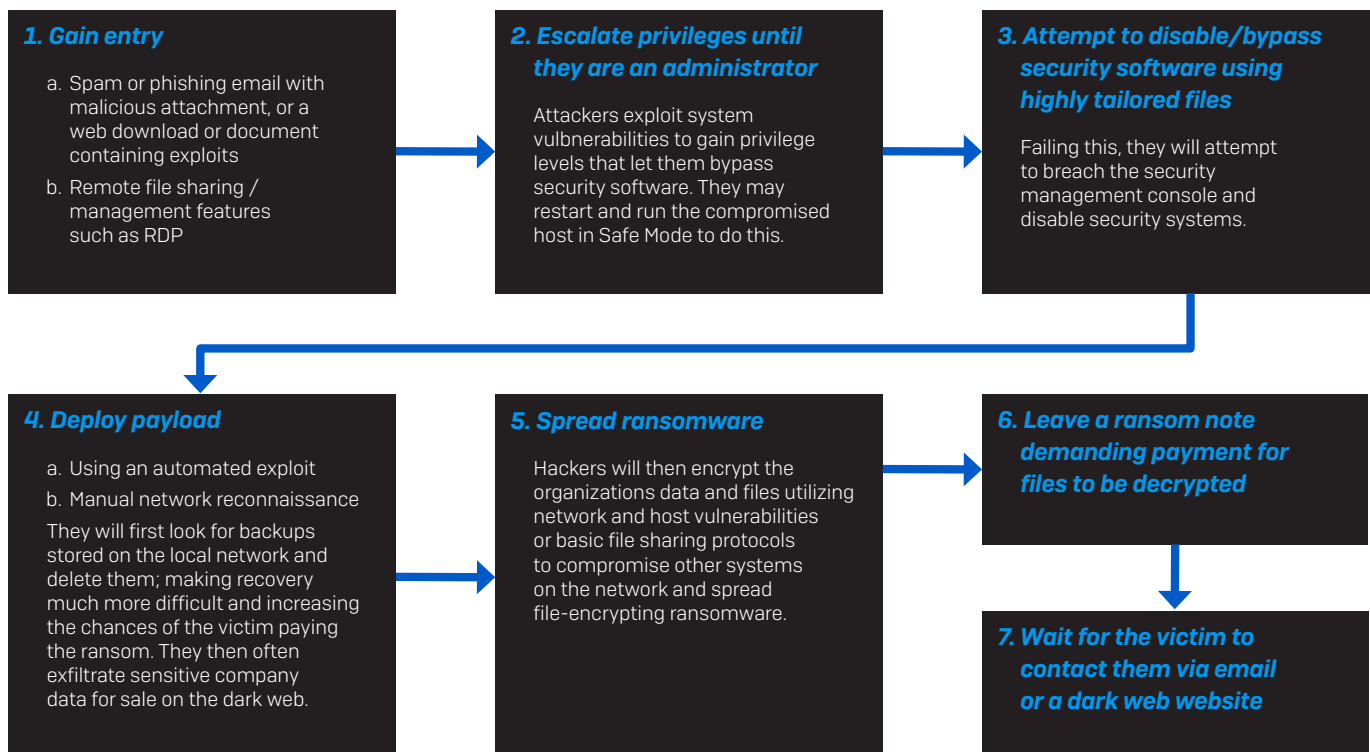 1. Gain entry
a. Spam or phishing email with
malicious attachment, or a
web download or document
containing exploits
b. Remote file sharing /
management features
such as RDP
2. Escalate privileges until
they are an administrator
Attackers exploit system
vulbnerabilities to gain privilege
levels that let them bypass
security software. They may
restart and run the compromised
host in Safe Mode to do this.
3. Attempt to disable/bypass
security software using
highly tailored files
Failing this, they will attempt
to breach the security
management console and
disable security systems.
4. Deploy payload
a. Using an automated exploit
b. Manual network reconnaissance
They will first look for backups
stored on the local network and
delete them; making recovery
much more difficult and increasing
the chances of the victim paying
the ransom. They then often
exfiltrate sensitive company
data for sale on the dark web.
5. Spread ransomware
Hackers will then encrypt the
organizations data and files utilizing
network and host vulnerabilities
or basic file sharing protocols
to compromise other systems
on the network and spread
file-encrypting ransomware.
6. Leave a ransom note
demanding payment for
files to be decrypted
7. Wait for the victim to
contact them via email
or a dark web website